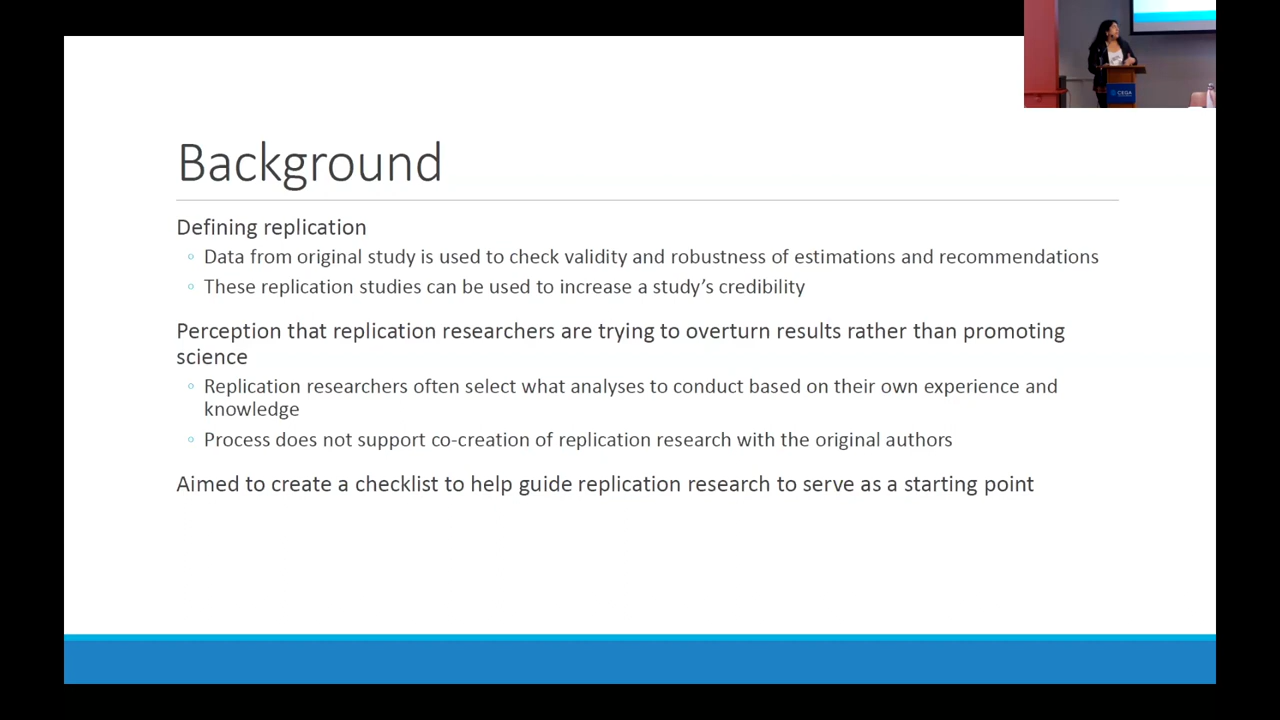 Background
Defining replication
◦ Data from original study is used to check validity and robustness of estimations and recommendations
◦ These replication studies can be used to increase a study's credibility
Perception that replication researchers are trying to overturn results rather than promoting
science
◦ Replication researchers often select what analyses to conduct based on their own experience and
knowledge
◦ Process does not support co-creation of replication research with the original authors
Aimed to create a checklist to help guide replication research to serve as a starting point
CEGA